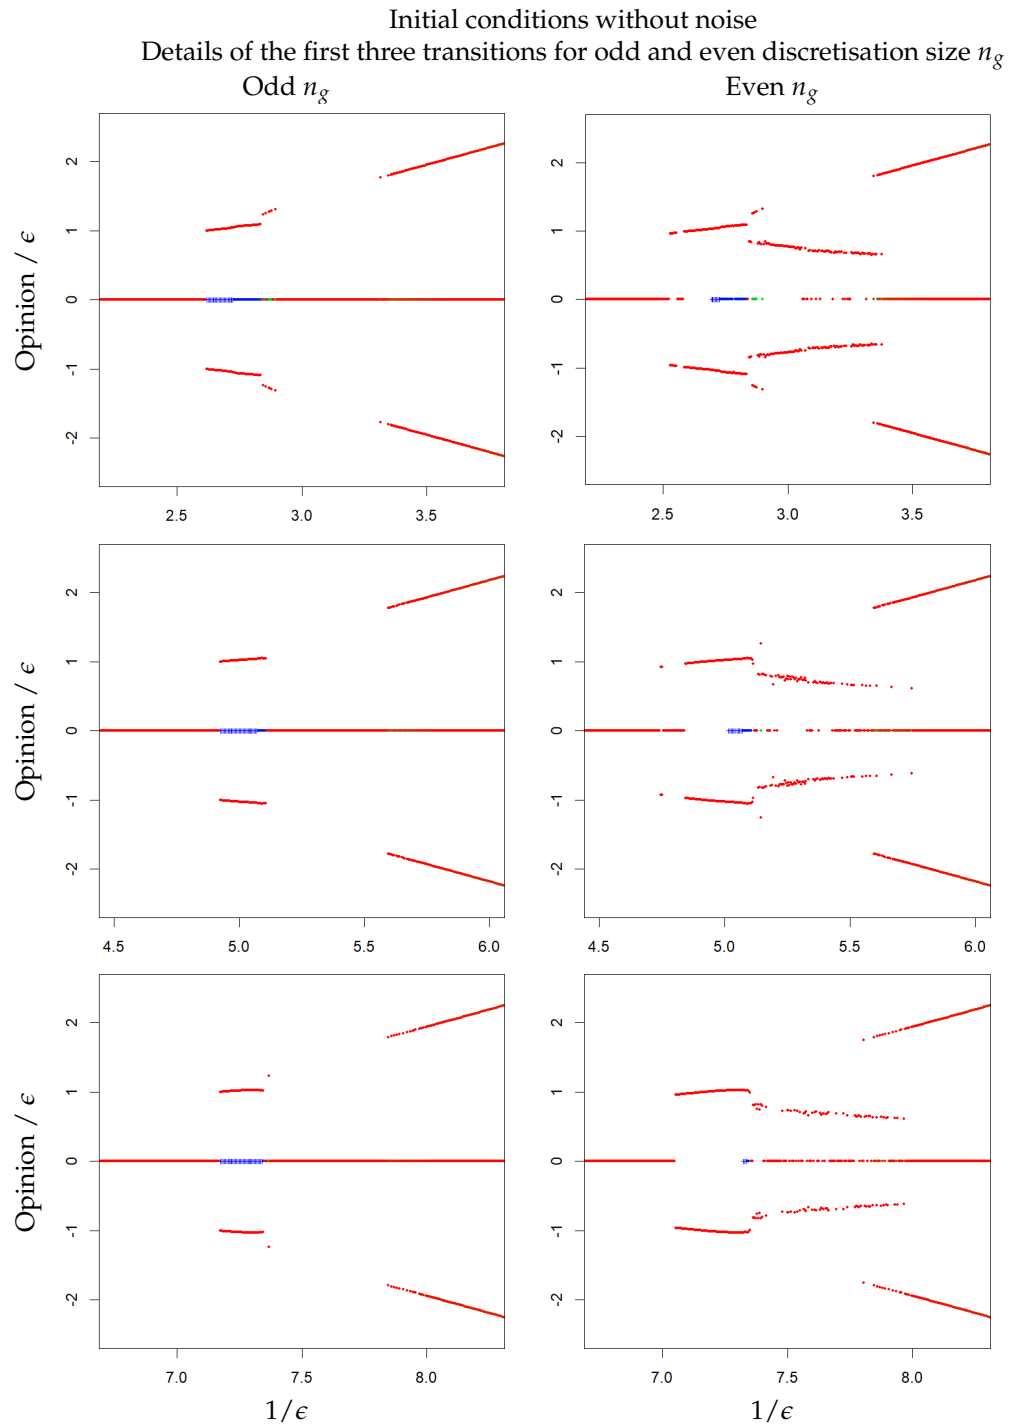 Initial conditions without noise
Details of the first three transitions for odd and even discretisation size n_g
Odd n_g
Even n_g
Opinion / ϵ
2
1
0
-1
-2
2.5 3.0 3.5
2
1
0
-1
-2
2.5 3.0 3.5
Opinion / ϵ
2
1
0
-1
-2
4.5 5.0 5.5 6.0
2
1
0
-1
-2
4.5 5.0 5.5 6.0
Opinion / ϵ
2
1
0
-1
-2
7.0 7.5 8.0
1/ϵ
2
1
0
-1
-2
7.0 7.5 8.0
1/ϵ